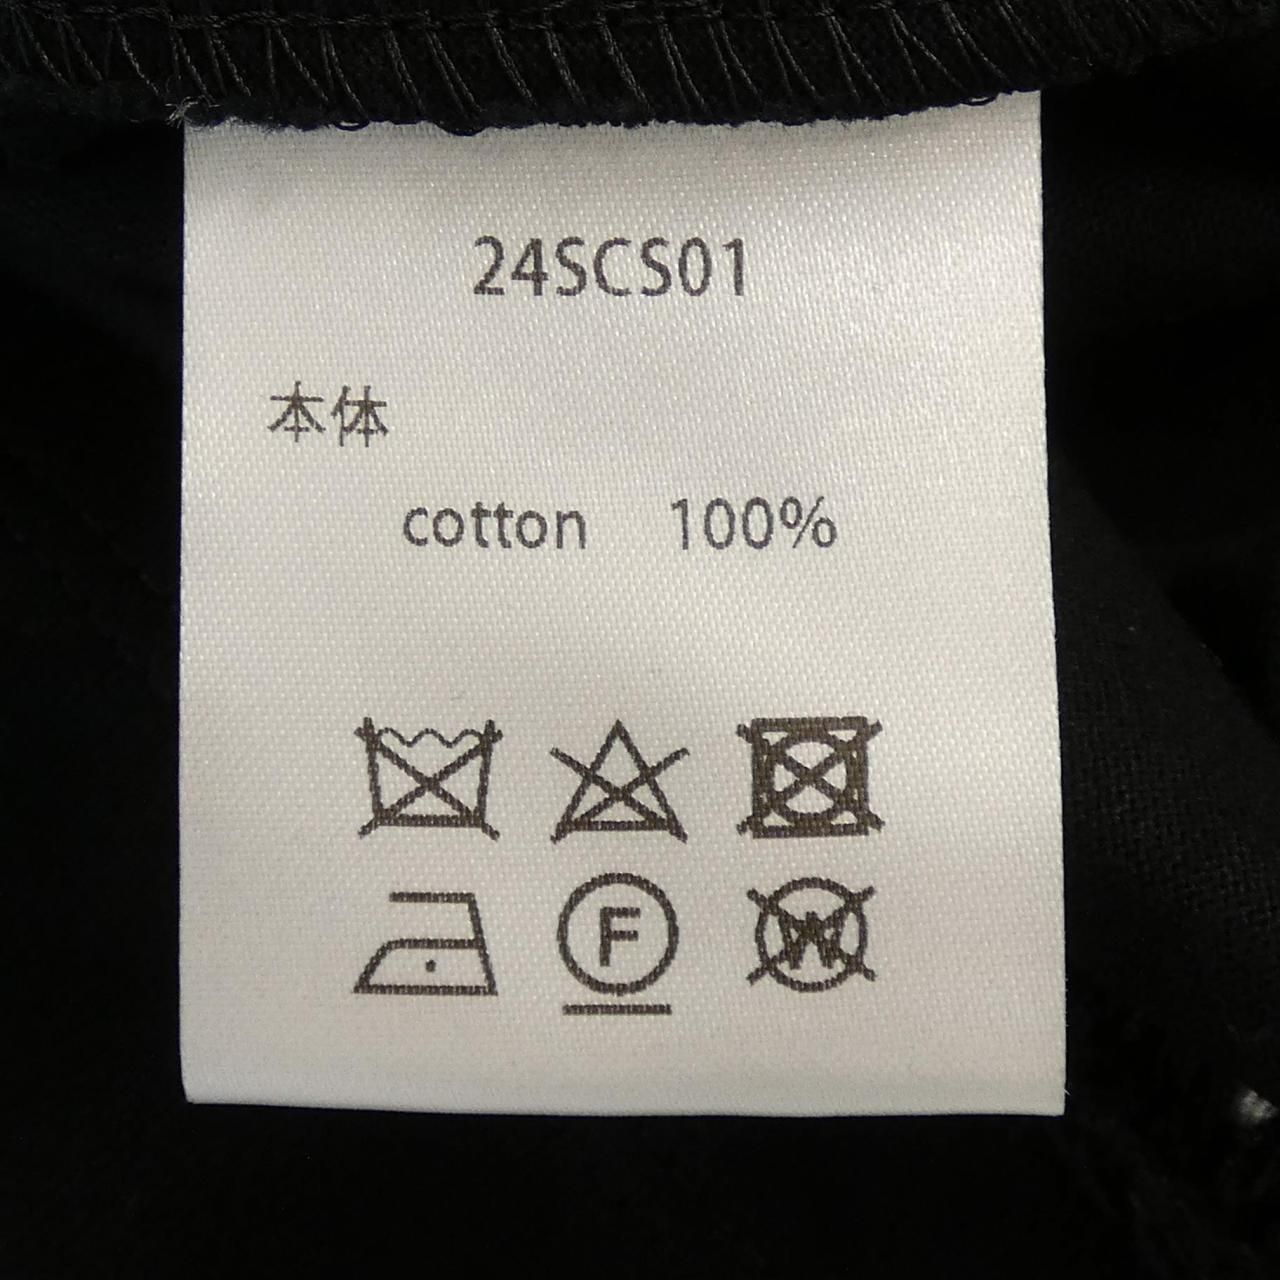 24SCS01
本体
cotton 100%
F
W